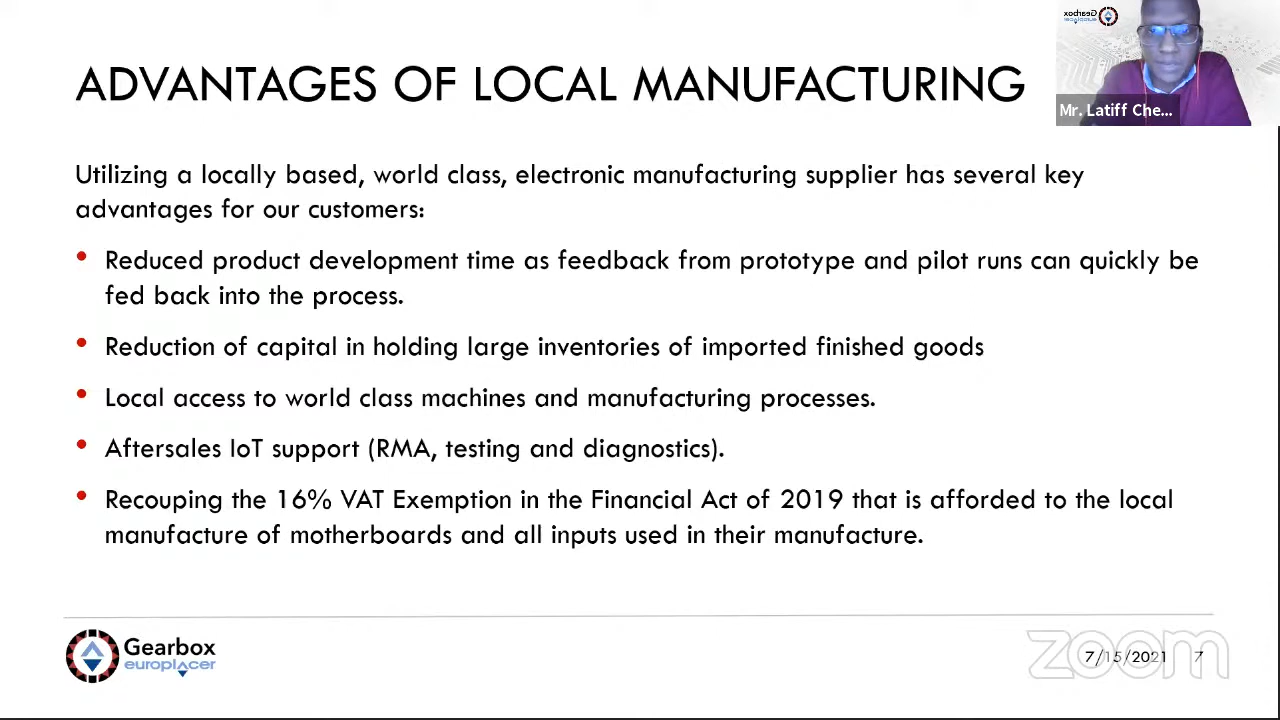 ADVANTAGES OF LOCAL MANUFACTURING
Gearbox
europlacer
Mr. Latiff Che...
Utilizing a locally based, world class, electronic manufacturing supplier has several key
advantages for our customers:
• Reduced product development time as feedback from prototype and pilot runs can quickly be
fed back into the process.
• Reduction of capital in holding large inventories of imported finished goods
• Local access to world class machines and manufacturing processes.
• Aftersales IoT support (RMA, testing and diagnostics).
• Recouping the 16% VAT Exemption in the Financial Act of 2019 that is afforded to the local
manufacture of motherboards and all inputs used in their manufacture.
Gearbox
europlacer
zoom
7/15/2021 7